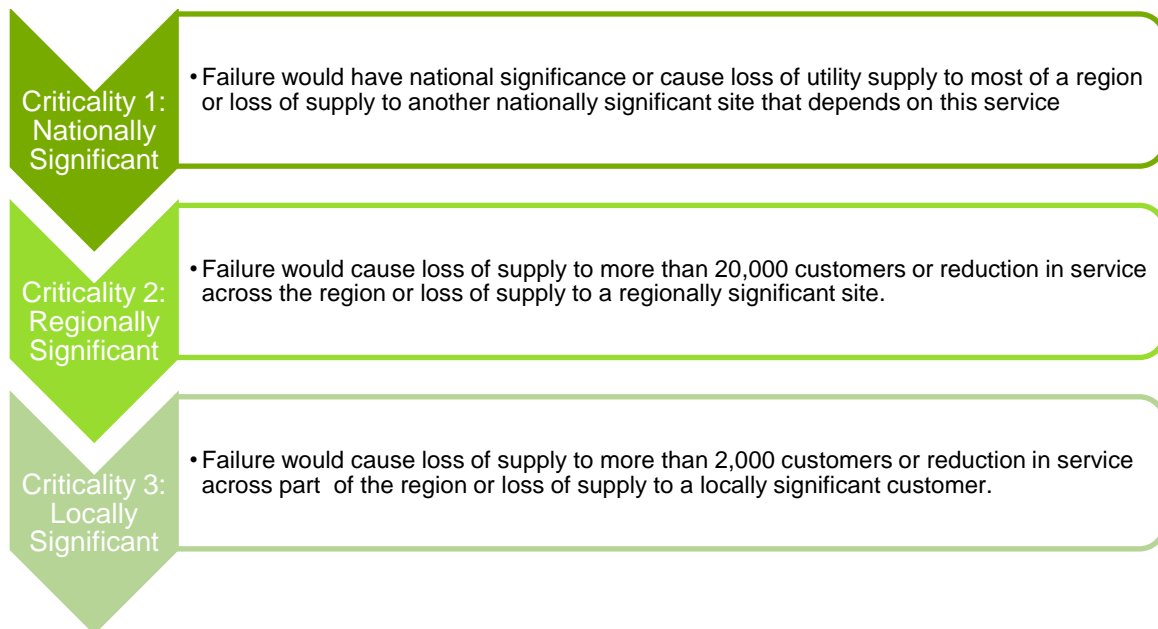 Criticality 1:
Nationally
Significant
• Failure would have national significance or cause loss of utility supply to most of a region
or loss of supply to another nationally significant site that depends on this service
Criticality 2:
Regionally
Significant
• Failure would cause loss of supply to more than 20,000 customers or reduction in service
across the region or loss of supply to a regionally significant site.
Criticality 3:
Locally
Significant
• Failure would cause loss of supply to more than 2,000 customers or reduction in service
across part  of the region or loss of supply to a locally significant customer.